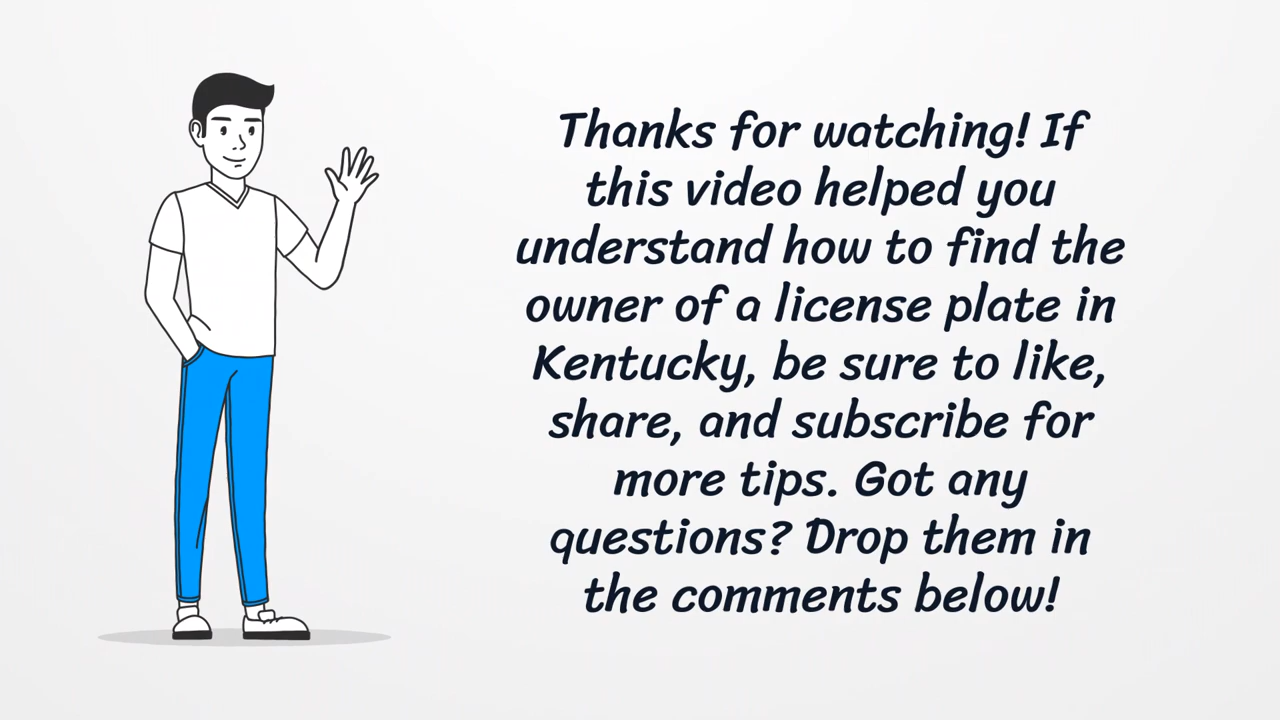 Thanks for watching! If
this video helped you
understand how to find the
owner of a license plate in
Kentucky, be sure to like,
share, and subscribe for
more tips. Got any
questions? Drop them in
the comments below!